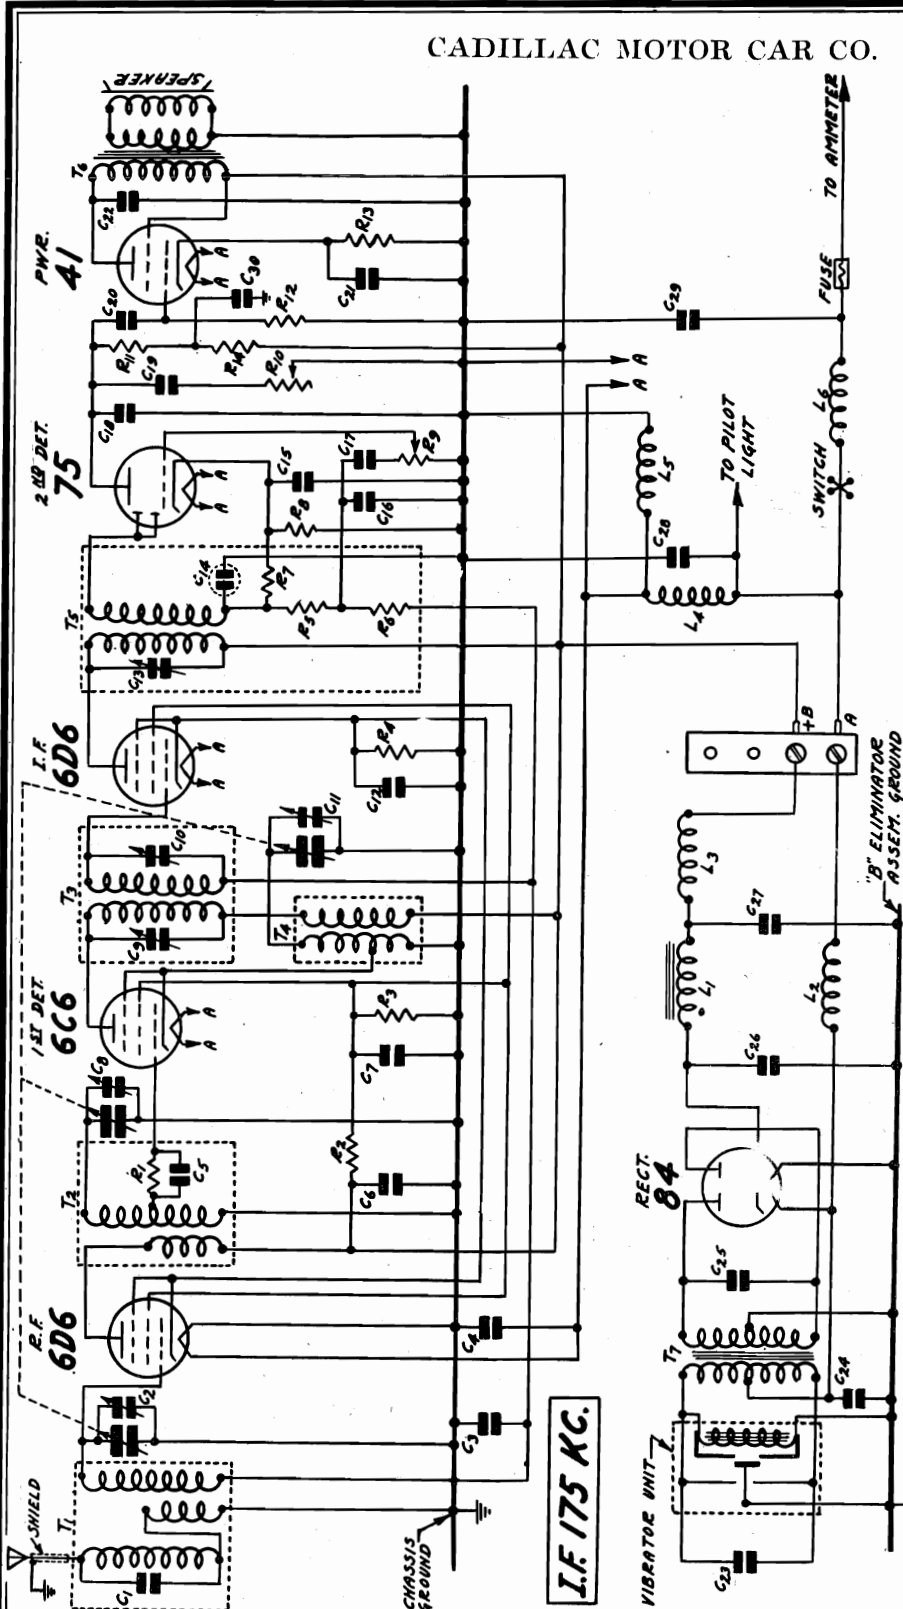 CADILLAC MOTOR CAR CO.
SPEAKER
T6
C22
PWR.
41
C20
C30
R13
C21
R12
R11
C19
R14
R10
C18
C29
FUSE
TO AMMETER
A
A
A
A
2ND DET.
75
C17
R9
C15
R8
C16
A
A
L5
TO PILOT
LIGHT
L6
SWITCH
C28
L4
T5
C14
R7
R5
R6
C13
I.F.
6D6
A
A
R4
C12
C11
+B
A
"B" ELIMINATOR
ASSEM. GROUND
T3
C10
C9
T4
L3
C27
L1
L2
1ST DET.
6C6
A
A
R3
C7
C8
C26
T2
R1
C5
R2
C6
RECT.
84
C25
R.F.
6D6
C4
T7
C24
C2
C3
I.F. 175 KC.
VIBRATOR UNIT
C23
SHIELD
T1
C1
CHASSIS
GROUND